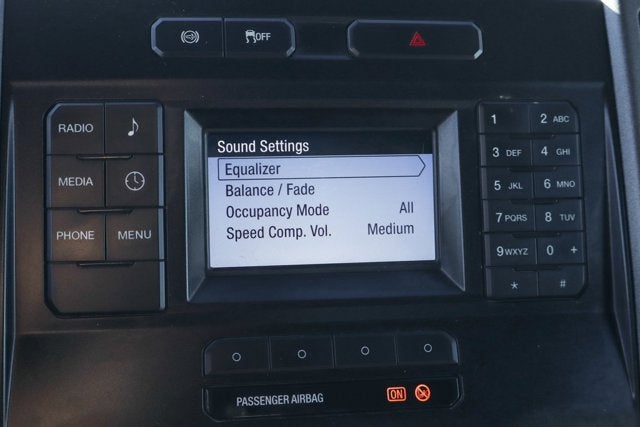 OFF
RADIO
MEDIA
PHONE MENU
Sound Settings
Equalizer
Balance / Fade
Occupancy Mode All
Speed Comp. Vol. Medium
1 2 ABC
3 DEF 4 GHI
5 JKL 6 MNO
7 PQRS 8 TUV
9 WXYZ 0 +
* #
PASSENGER AIRBAG ON